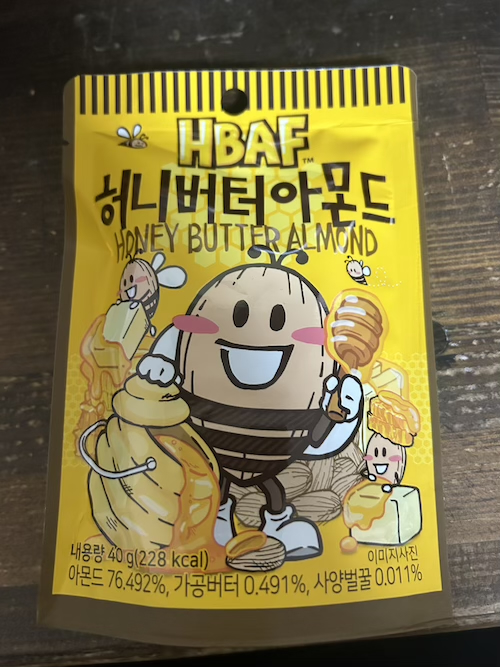 HBAF™
허니버터아몬드
HONEY BUTTER ALMOND
내용량 40 g(228 kcal)
이미지사진
아몬드 76.492%, 가공버터 0.491%, 사양벌꿀 0.011%